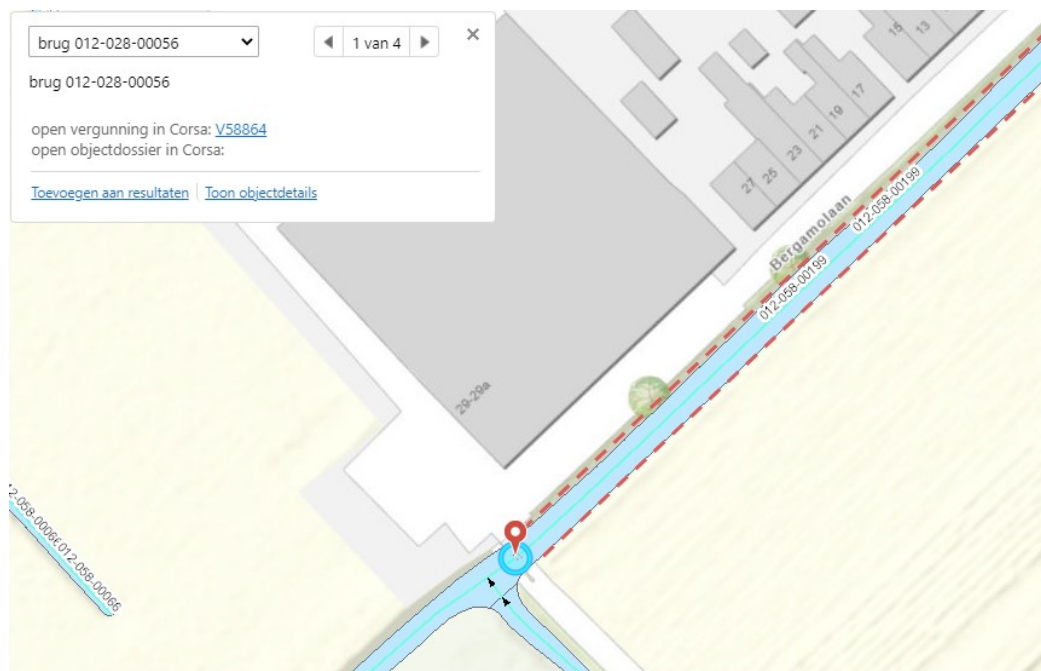 brug 012-028-00056
1 van 4
brug 012-028-00056
open vergunning in Corsa: V58864
open objectdossier in Corsa:
Toevoegen aan resultaten
Toon objectdetails
15
13
17
19
21
23
25
27
Bergamolaan
012-058-00199
012-058-00199
29-29a
012-058-00066